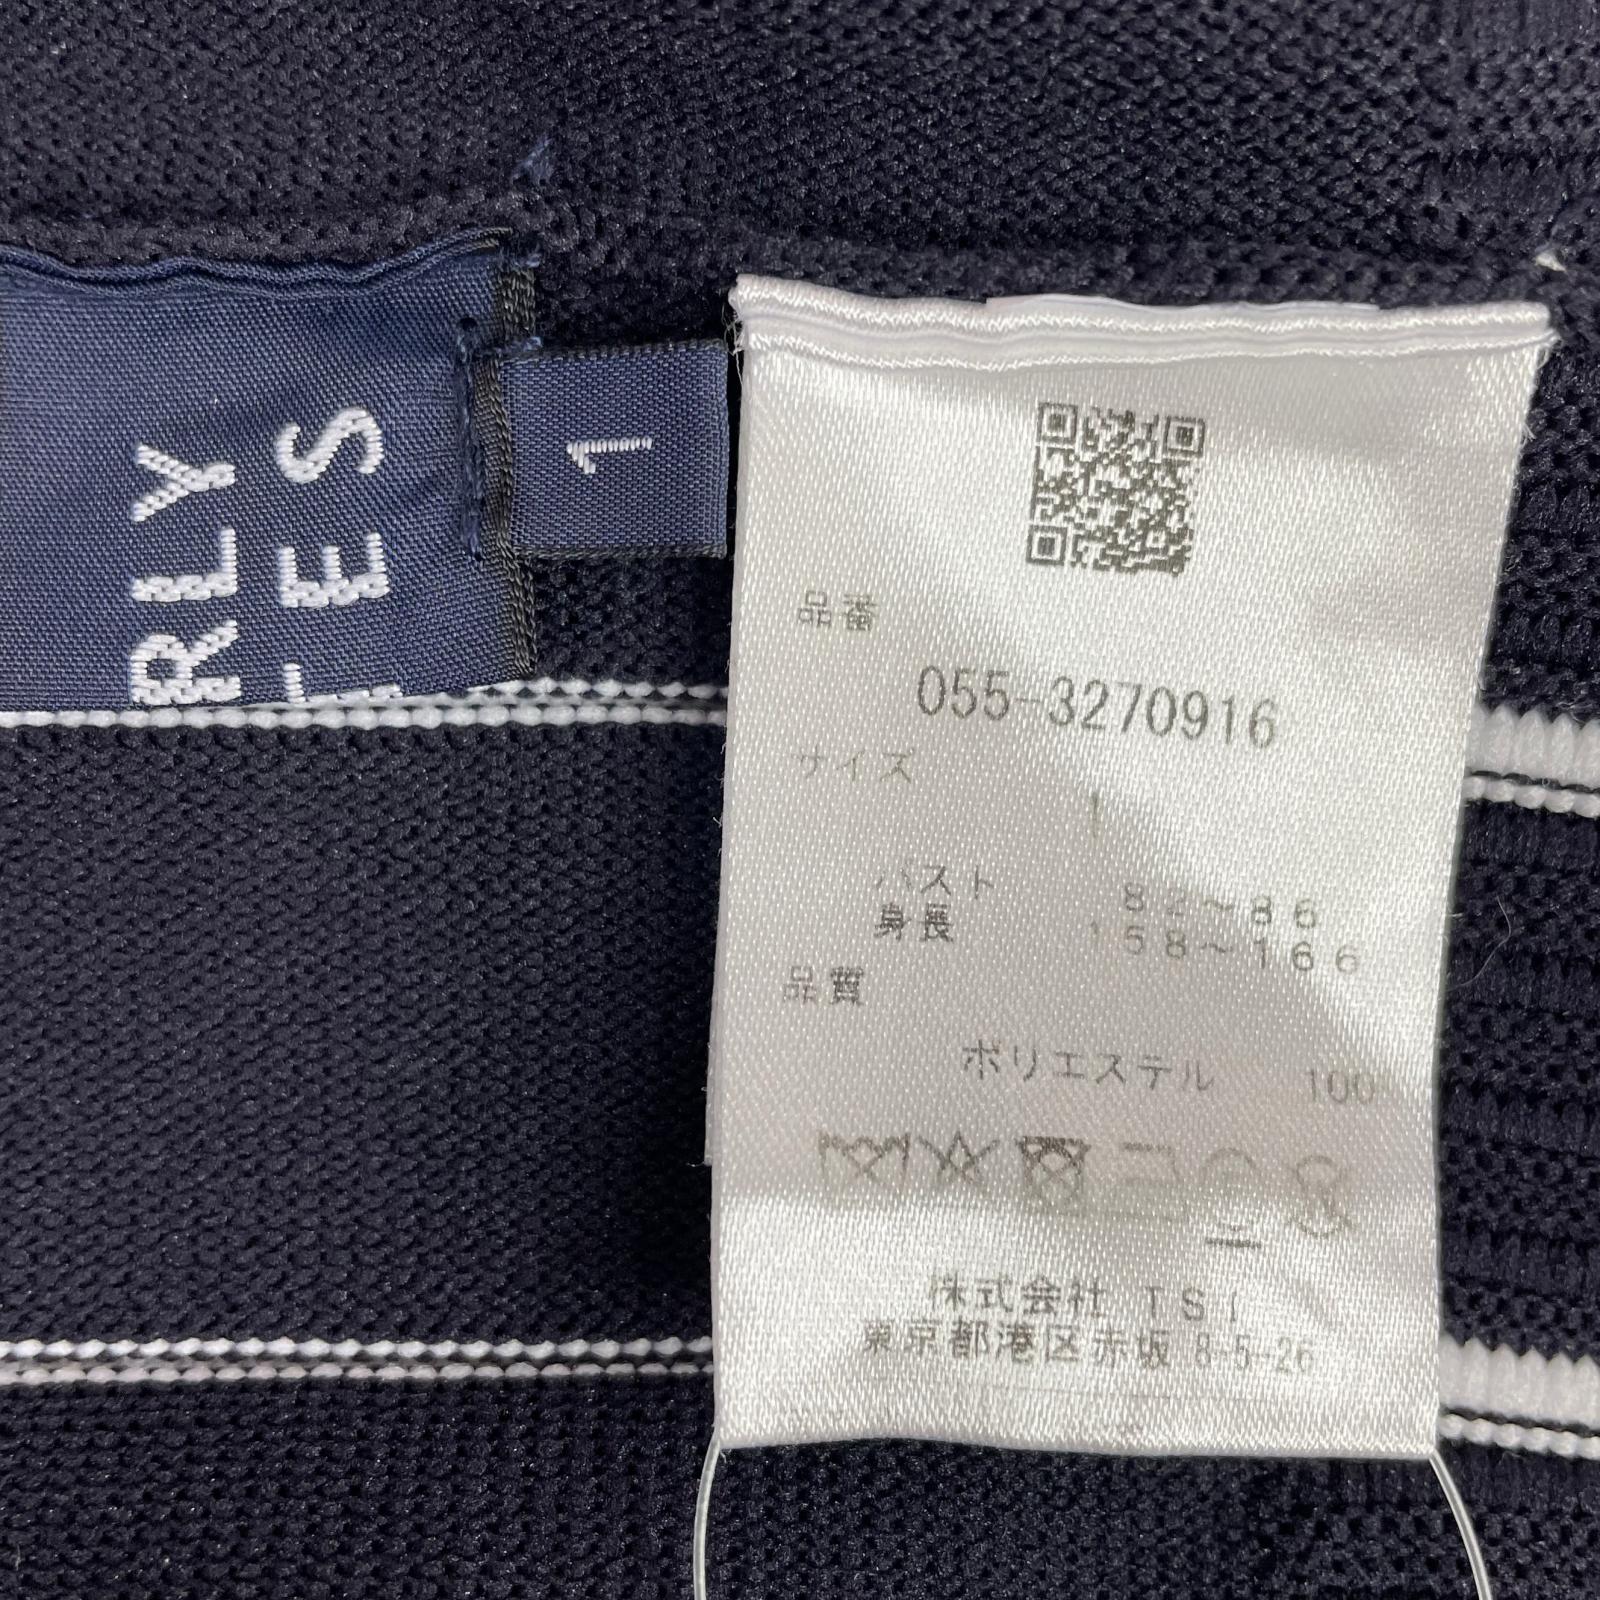 RLY
ES
1
品番
055-3270916
サイズ
1
バスト 82～86
身長 158～166
品質
ポリエステル 100
株式会社 TSI
東京都港区赤坂 8-5-26